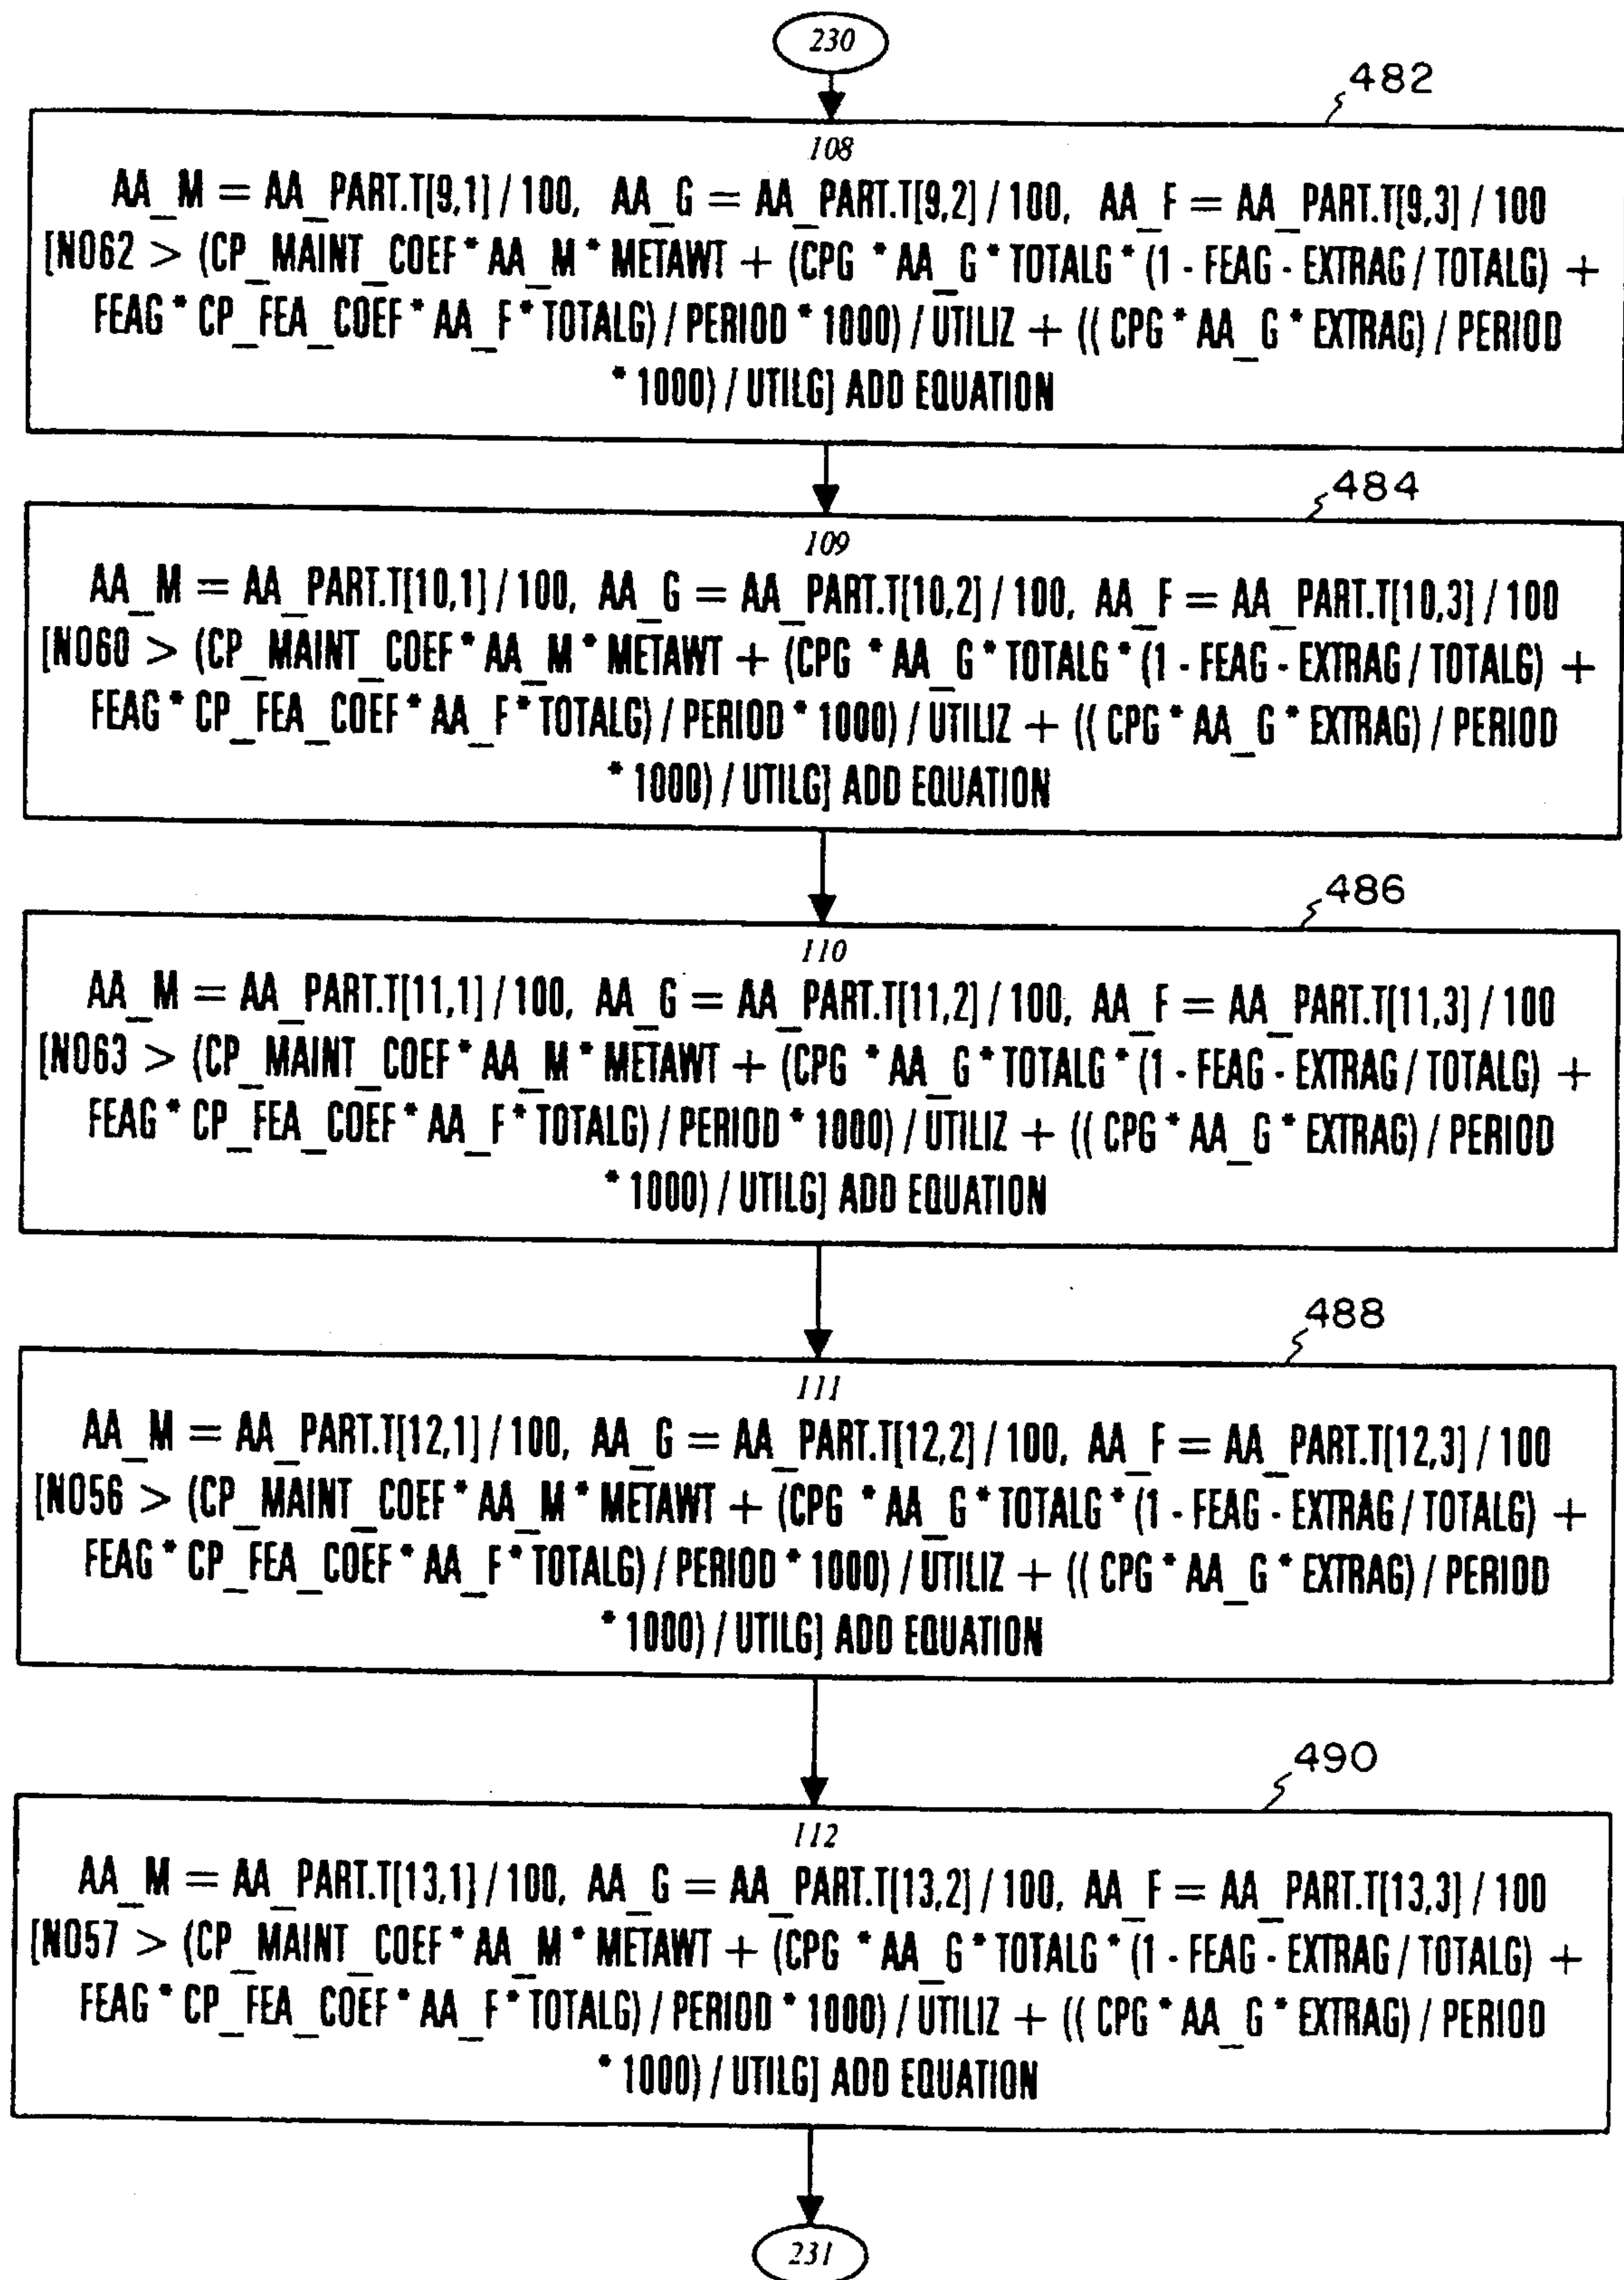 230
482
108
AA_M = AA_PART.T[9,1] / 100, AA_G = AA_PART.T[9,2] / 100, AA_F = AA_PART.T[9,3] / 100
[N062 > (CP_MAINT_COEF * AA_M * METAWT + (CPG * AA_G * TOTALG * (1 - FEAG - EXTRAG / TOTALG) +
FEAG * CP_FEA_COEF * AA_F * TOTALG) / PERIOD * 1000) / UTILIZ + (( CPG * AA_G * EXTRAG) / PERIOD
* 1000) / UTILG] ADD EQUATION
484
109
AA_M = AA_PART.T[10,1] / 100, AA_G = AA_PART.T[10,2] / 100, AA_F = AA_PART.T[10,3] / 100
[N060 > (CP_MAINT_COEF * AA_M * METAWT + (CPG * AA_G * TOTALG * (1 - FEAG - EXTRAG / TOTALG) +
FEAG * CP_FEA_COEF * AA_F * TOTALG) / PERIOD * 1000) / UTILIZ + (( CPG * AA_G * EXTRAG) / PERIOD
* 1000) / UTILG] ADD EQUATION
486
110
AA_M = AA_PART.T[11,1] / 100, AA_G = AA_PART.T[11,2] / 100, AA_F = AA_PART.T[11,3] / 100
[N063 > (CP_MAINT_COEF * AA_M * METAWT + (CPG * AA_G * TOTALG * (1 - FEAG - EXTRAG / TOTALG) +
FEAG * CP_FEA_COEF * AA_F * TOTALG) / PERIOD * 1000) / UTILIZ + (( CPG * AA_G * EXTRAG) / PERIOD
* 1000) / UTILG] ADD EQUATION
488
111
AA_M = AA_PART.T[12,1] / 100, AA_G = AA_PART.T[12,2] / 100, AA_F = AA_PART.T[12,3] / 100
[N056 > (CP_MAINT_COEF * AA_M * METAWT + (CPG * AA_G * TOTALG * (1 - FEAG - EXTRAG / TOTALG) +
FEAG * CP_FEA_COEF * AA_F * TOTALG) / PERIOD * 1000) / UTILIZ + (( CPG * AA_G * EXTRAG) / PERIOD
* 1000) / UTILG] ADD EQUATION
490
112
AA_M = AA_PART.T[13,1] / 100, AA_G = AA_PART.T[13,2] / 100, AA_F = AA_PART.T[13,3] / 100
[N057 > (CP_MAINT_COEF * AA_M * METAWT + (CPG * AA_G * TOTALG * (1 - FEAG - EXTRAG / TOTALG) +
FEAG * CP_FEA_COEF * AA_F * TOTALG) / PERIOD * 1000) / UTILIZ + (( CPG * AA_G * EXTRAG) / PERIOD
* 1000) / UTILG] ADD EQUATION
231